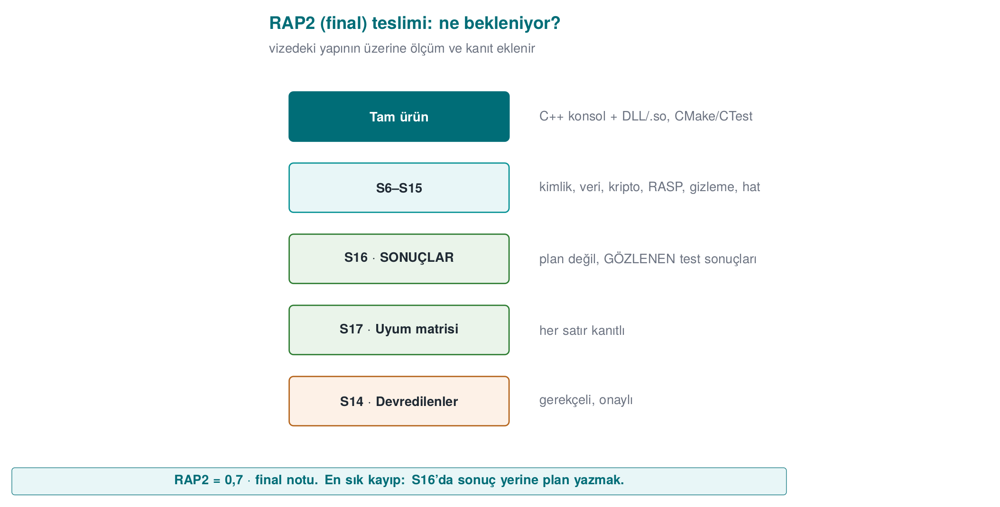 RAP2 (final) teslimi: ne bekleniyor?
vizedeki yapının üzerine ölçüm ve kanıt eklenir
Tam ürün
C++ konsol + DLL/.so, CMake/CTest
S6–S15
kimlik, veri, kripto, RASP, gizleme, hat
S16 · SONUÇLAR
plan değil, GÖZLENEN test sonuçları
S17 · Uyum matrisi
her satır kanıtlı
S14 · Devredilenler
gerekçeli, onaylı
RAP2 = 0,7 · final notu. En sık kayıp: S16’da sonuç yerine plan yazmak.